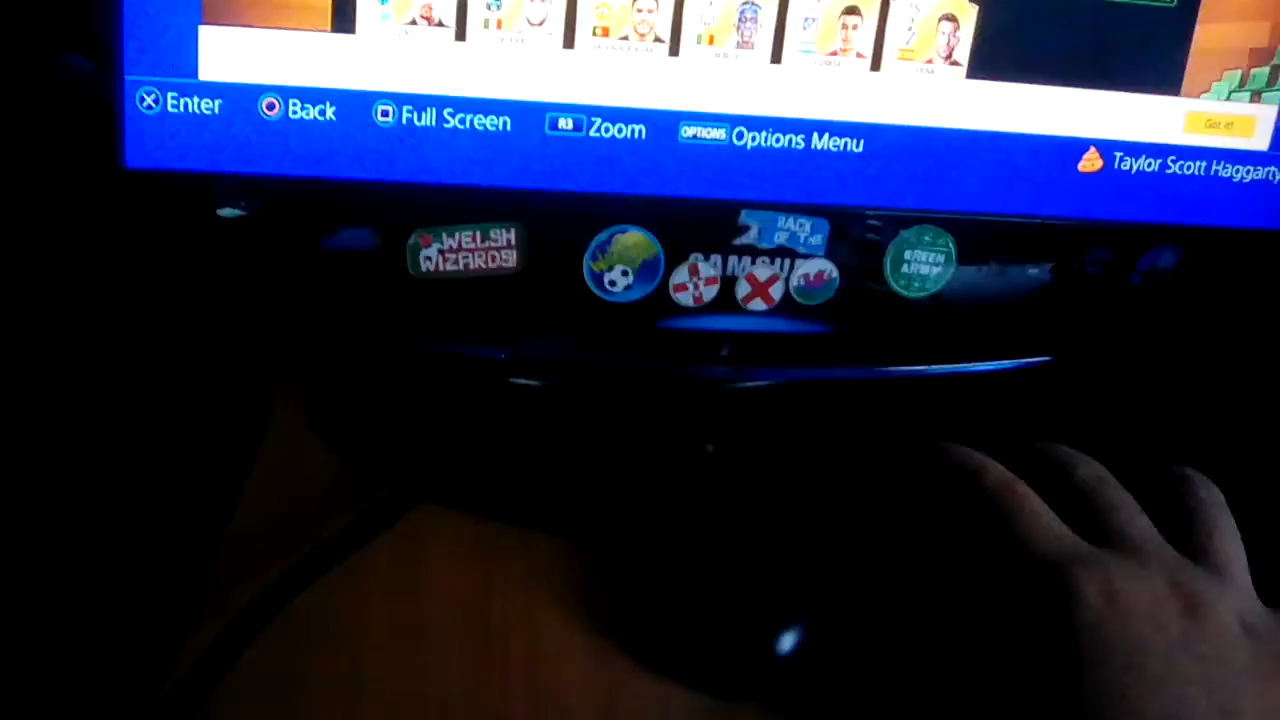 Got it!
Enter
Back
Full Screen
R3 Zoom
OPTIONS Options Menu
Taylor Scott Haggarty
WELSH
WIZARDS!
BACK
OF THE
SAMSU
GREEN
ARMY